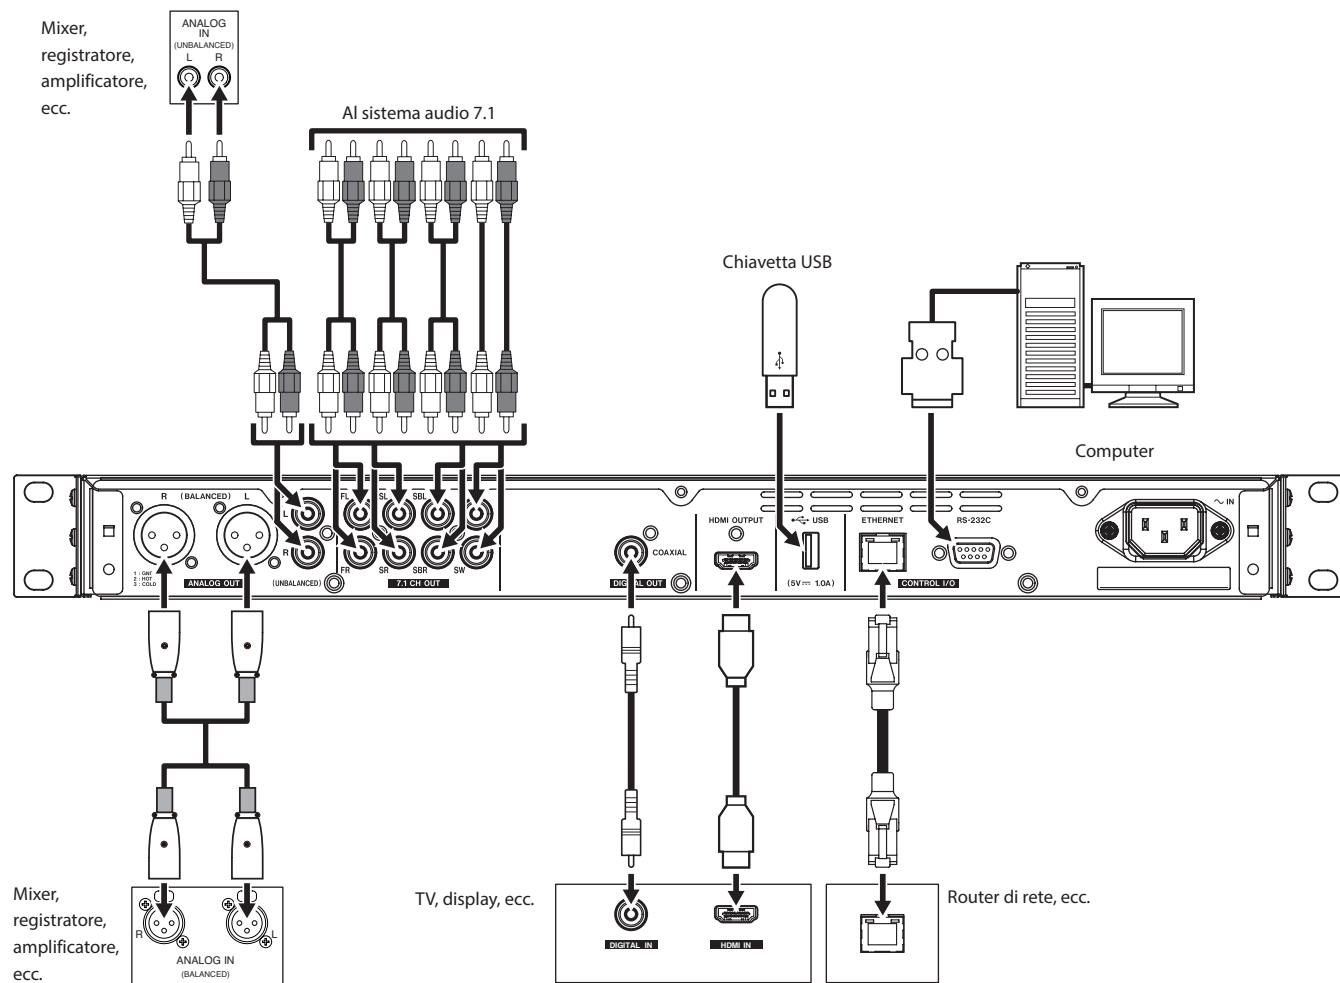 Mixer,
registratore,
amplificatore,
ecc.
ANALOG
IN
(UNBALANCED)
L R
Al sistema audio 7.1
Chiavetta USB
Computer
R (BALANCED) L
1 : GNT
2 : HOT
3 : COLD
ANALOG OUT
L
R
(UNBALANCED)
FL SL SBL
FR SR SBR SW
7.1 CH OUT
COAXIAL
DIGITAL OUT
HDMI OUTPUT
USB
(5V 1.0A)
ETHERNET
RS-232C
CONTROL I/O
IN
Mixer,
registratore,
amplificatore,
ecc.
R L
ANALOG IN
(BALANCED)
TV, display, ecc.
DIGITAL IN
HDMI IN
Router di rete, ecc.